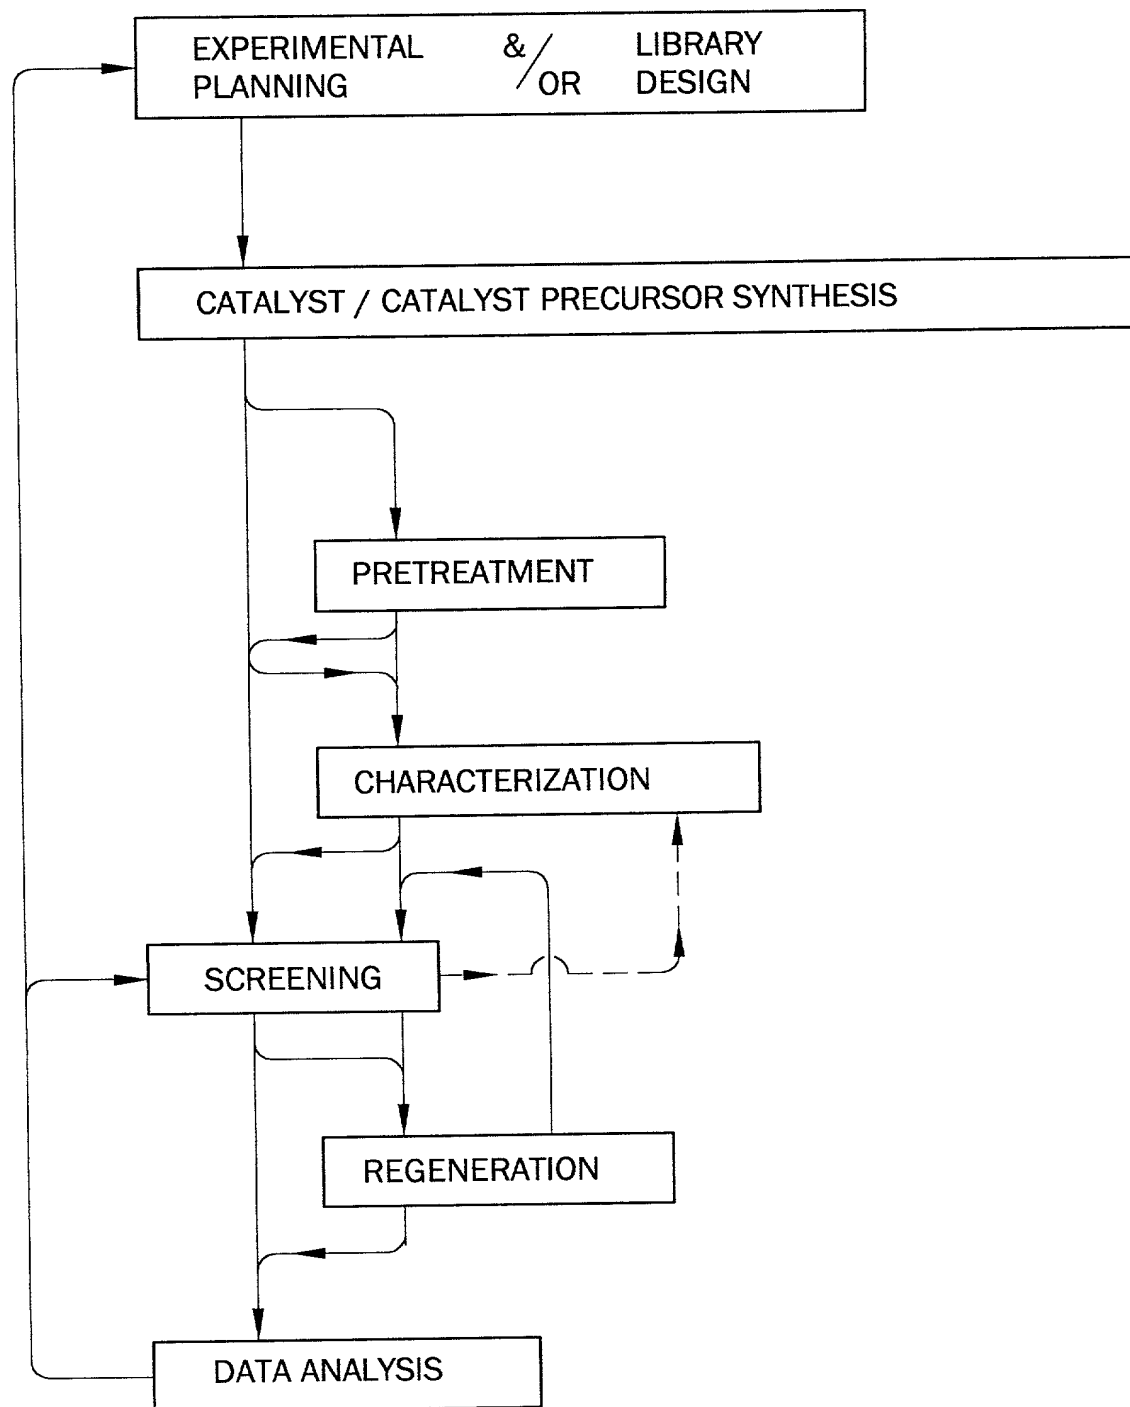 EXPERIMENTAL & / OR LIBRARY
PLANNING DESIGN
CATALYST / CATALYST PRECURSOR SYNTHESIS
PRETREATMENT
CHARACTERIZATION
SCREENING
REGENERATION
DATA ANALYSIS